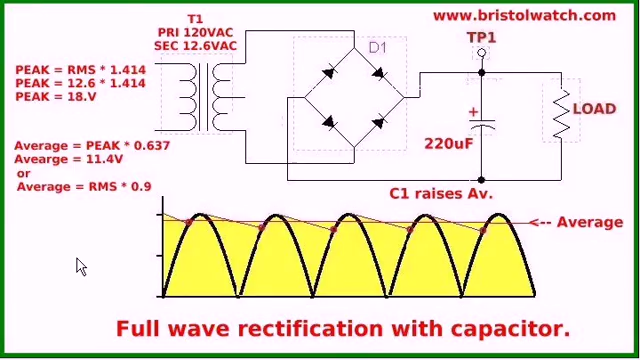 www.bristolwatch.com
T1
PRI 120VAC
SEC 12.6VAC
D1
TP1
PEAK = RMS * 1.414
PEAK = 12.6 * 1.414
PEAK = 18.V
+
LOAD
220uF
Average = PEAK * 0.637
Avearge = 11.4V
or
Average = RMS * 0.9
C1 raises Av.
<-- Average
Full wave rectification with capacitor.